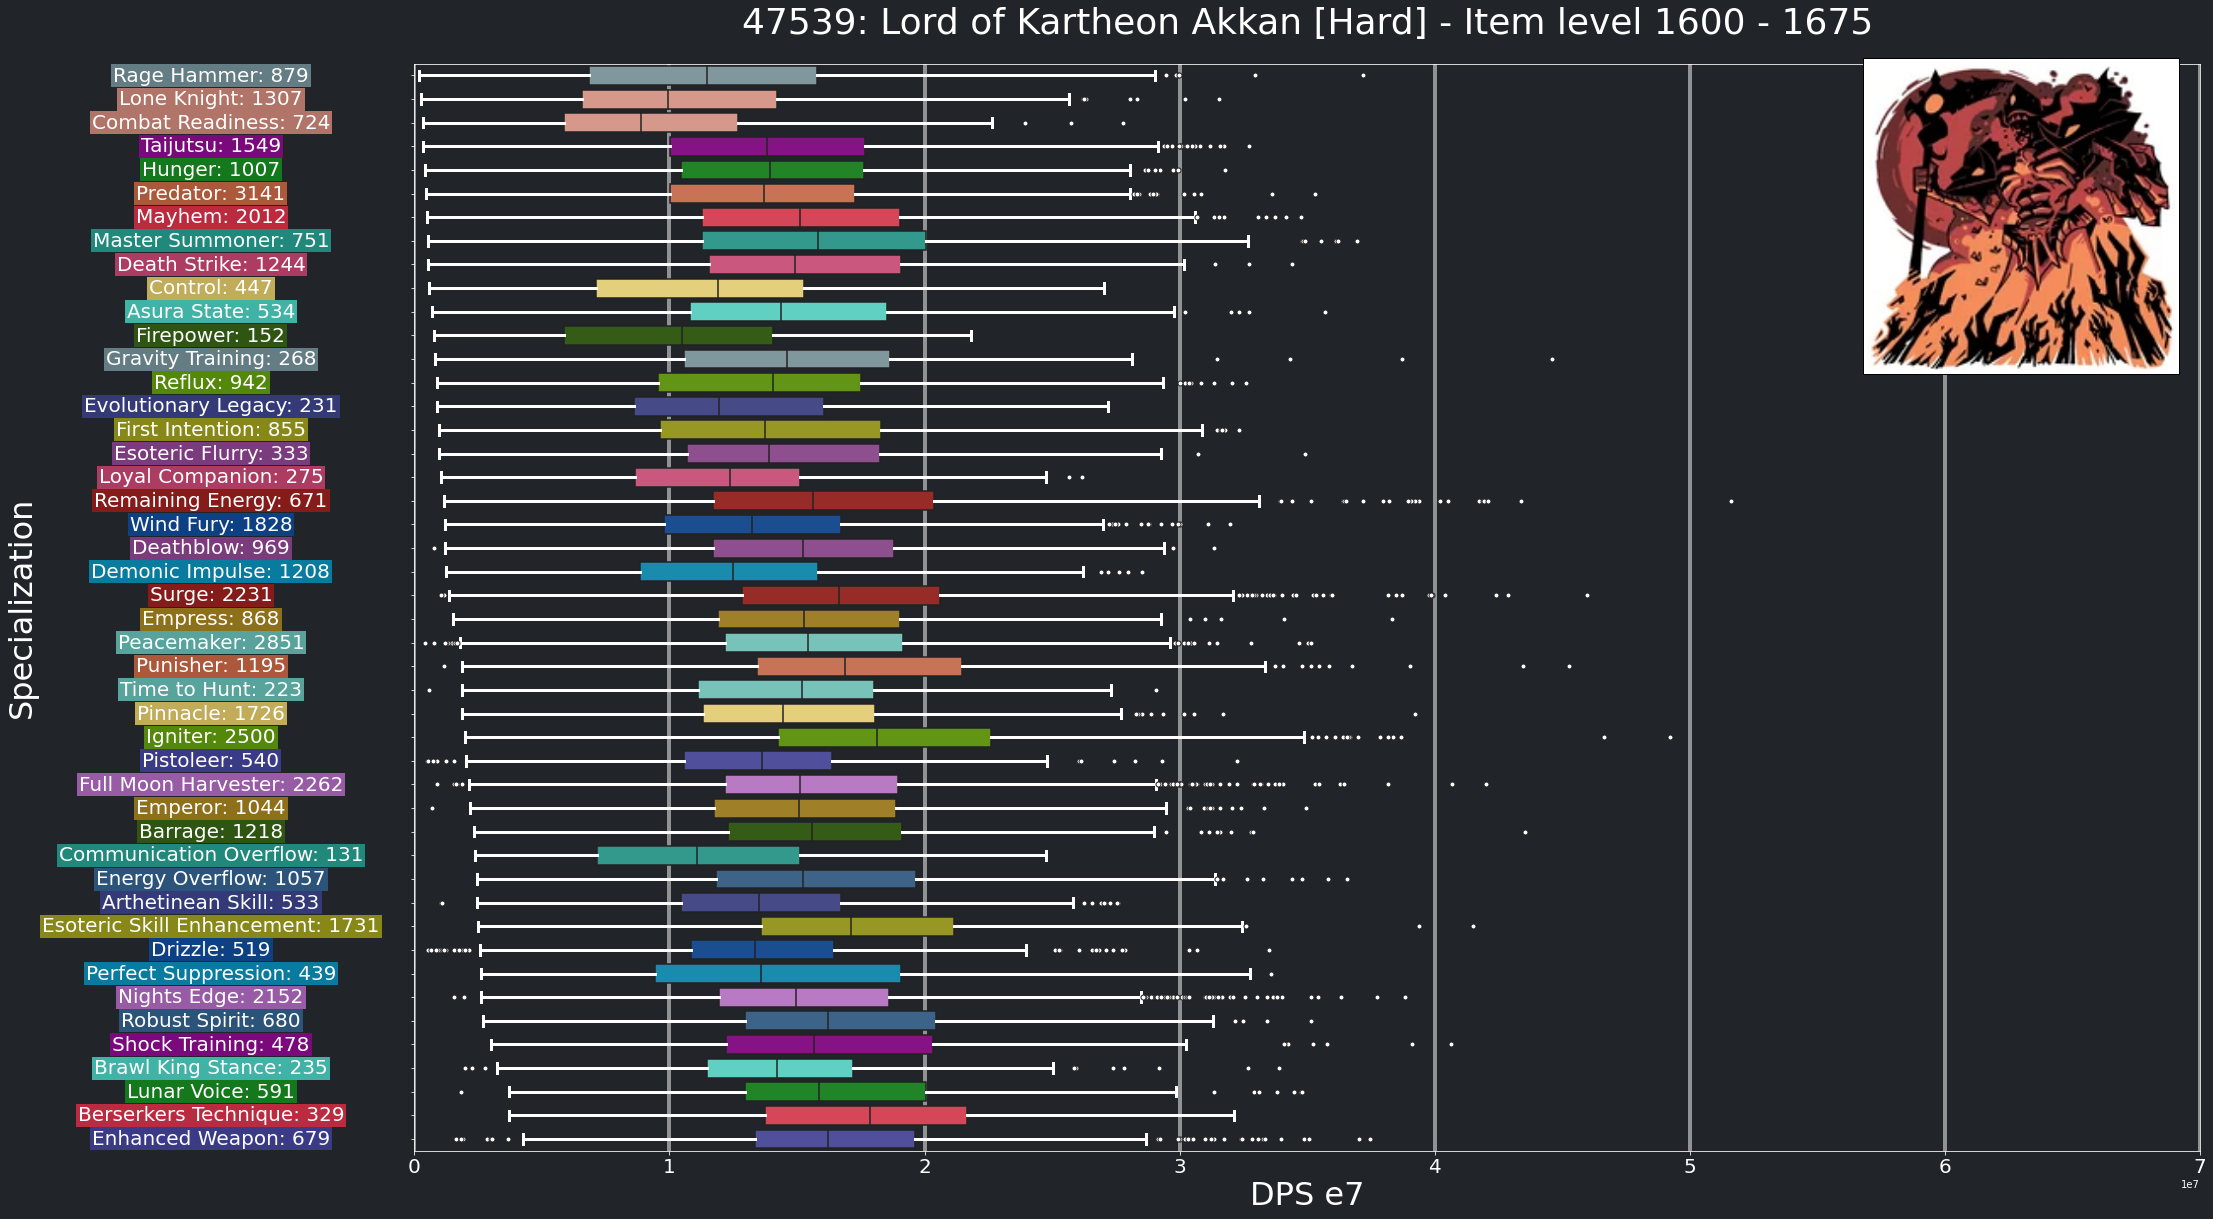 47539: Lord of Kartheon Akkan [Hard] - Item level 1600 - 1675
Rage Hammer: 879
Lone Knight: 1307
Combat Readiness: 724
Taijutsu: 1549
Hunger: 1007
Predator: 3141
Mayhem: 2012
Master Summoner: 751
Death Strike: 1244
Control: 447
Asura State: 534
Firepower: 152
Gravity Training: 268
Reflux: 942
Evolutionary Legacy: 231
First Intention: 855
Esoteric Flurry: 333
Loyal Companion: 275
Remaining Energy: 671
Wind Fury: 1828
Deathblow: 969
Demonic Impulse: 1208
Surge: 2231
Empress: 868
Peacemaker: 2851
Punisher: 1195
Time to Hunt: 223
Pinnacle: 1726
Igniter: 2500
Pistoleer: 540
Full Moon Harvester: 2262
Emperor: 1044
Barrage: 1218
Communication Overflow: 131
Energy Overflow: 1057
Arthetinean Skill: 533
Esoteric Skill Enhancement: 1731
Drizzle: 519
Perfect Suppression: 439
Nights Edge: 2152
Robust Spirit: 680
Shock Training: 478
Brawl King Stance: 235
Lunar Voice: 591
Berserkers Technique: 329
Enhanced Weapon: 679
Specialization
0 1 2 3 4 5 6 7
1e7
DPS e7